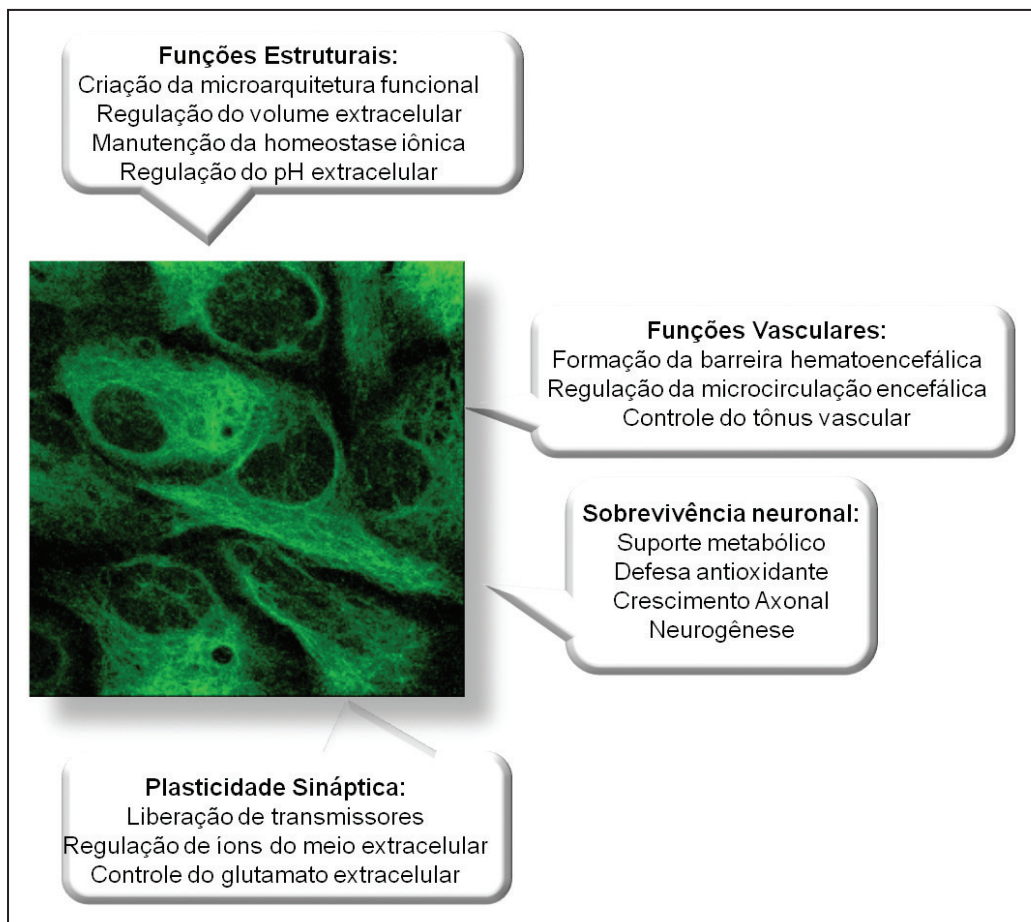 Funções Estruturais:
Criação da microarquitetura funcional
Regulação do volume extracelular
Manutenção da homeostase iônica
Regulação do pH extracelular
Funções Vasculares:
Formação da barreira hematoencefálica
Regulação da microcirculação encefálica
Controle do tônus vascular
Sobrevivência neuronal:
Suporte metabólico
Defesa antioxidante
Crescimento Axonal
Neurogênese
Plasticidade Sináptica:
Liberação de transmissores
Regulação de íons do meio extracelular
Controle do glutamato extracelular